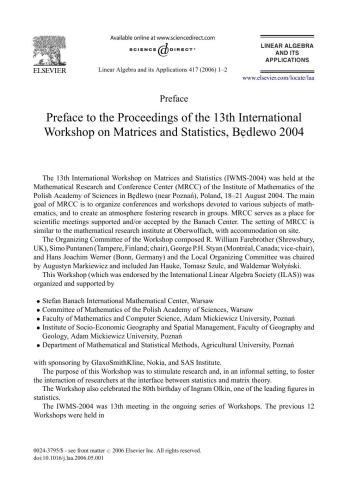 Available online at www.sciencedirect.com
SCIENCE DIRECT®
ELSEVIER
Linear Algebra and its Applications 417 (2006) 1–2
LINEAR ALGEBRA
AND ITS
APPLICATIONS
www.elsevier.com/locate/laa
Preface
Preface to the Proceedings of the 13th International
Workshop on Matrices and Statistics, Będlewo 2004
The 13th International Workshop on Matrices and Statistics (IWMS-2004) was held at the
Mathematical Research and Conference Center (MRCC) of the Institute of Mathematics of the
Polish Academy of Sciences in Będlewo (near Poznań), Poland, 18–21 August 2004. The main
goal of MRCC is to organize conferences and workshops devoted to various subjects of math-
ematics, and to create an atmosphere fostering research in groups. MRCC serves as a place for
scientific meetings supported and/or accepted by the Banach Center. The setting of MRCC is
similar to the mathematical research institute at Oberwolfach, with accommodation on site.
The Organizing Committee of the Workshop composed R. William Farebrother (Shrewsbury,
UK), Simo Puntanen (Tampere, Finland; chair), George P.H. Styan (Montréal, Canada; vice-chair),
and Hans Joachim Werner (Bonn, Germany) and the Local Organizing Committee was chaired
by Augustyn Markiewicz and included Jan Hauke, Tomasz Szulc, and Waldemar Wołyński.
This Workshop (which was endorsed by the International Linear Algebra Society (ILAS)) was
organized and supported by
• Stefan Banach International Mathematical Center, Warsaw
• Committee of Mathematics of the Polish Academy of Sciences, Warsaw
• Faculty of Mathematics and Computer Science, Adam Mickiewicz University, Poznań
• Institute of Socio-Economic Geography and Spatial Management, Faculty of Geography and
Geology, Adam Mickiewicz University, Poznań
• Department of Mathematical and Statistical Methods, Agricultural University, Poznań
with sponsoring by GlaxoSmithKline, Nokia, and SAS Institute.
The purpose of this Workshop was to stimulate research and, in an informal setting, to foster
the interaction of researchers at the interface between statistics and matrix theory.
The Workshop also celebrated the 80th birthday of Ingram Olkin, one of the leading figures in
statistics.
The IWMS-2004 was 13th meeting in the ongoing series of Workshops. The previous 12
Workshops were held in
0024-3795/$ - see front matter © 2006 Elsevier Inc. All rights reserved.
doi:10.1016/j.laa.2006.05.001